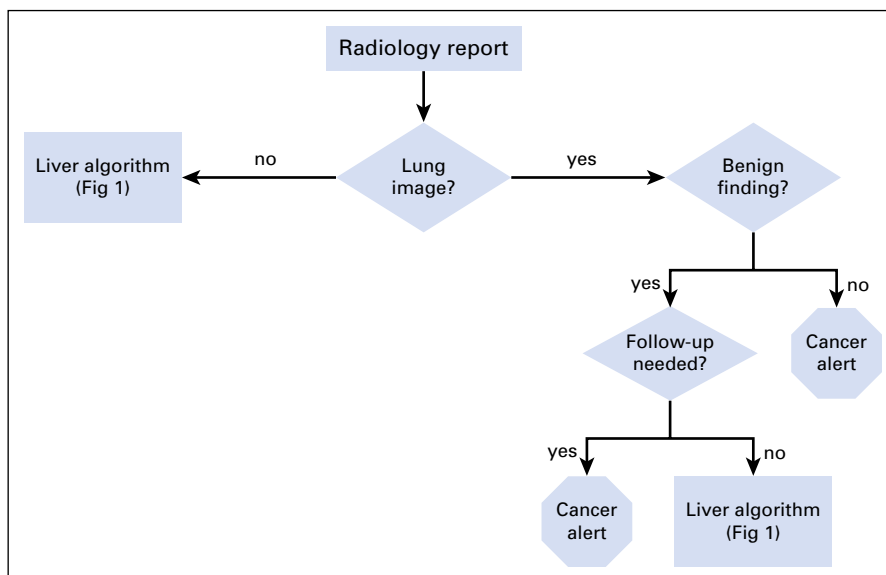 Radiology report
Liver algorithm
(Fig 1)
no
Lung
image?
yes
Benign
finding?
yes
no
Follow-up
needed?
Cancer
alert
yes
no
Cancer
alert
Liver algorithm
(Fig 1)